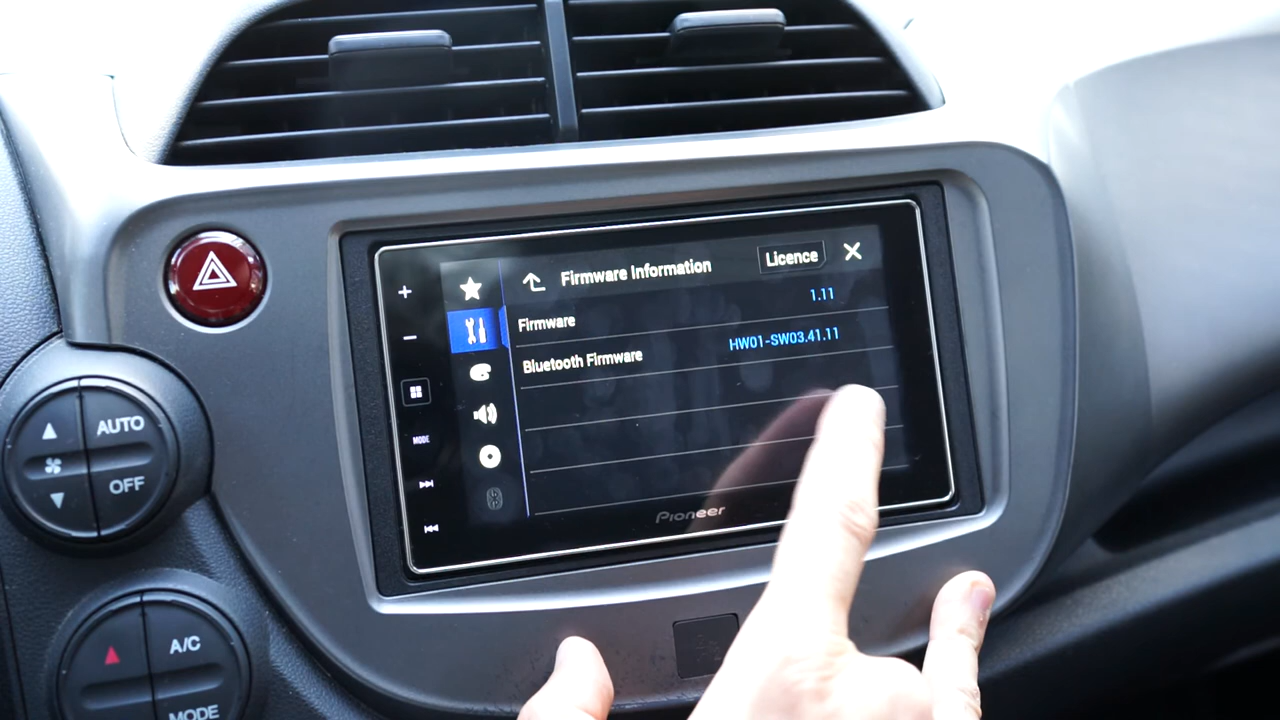 Firmware Information
Licence
Firmware
1.11
Bluetooth Firmware
HW01-SW03.41.11
MODE
Pioneer
AUTO
OFF
A/C
MODE